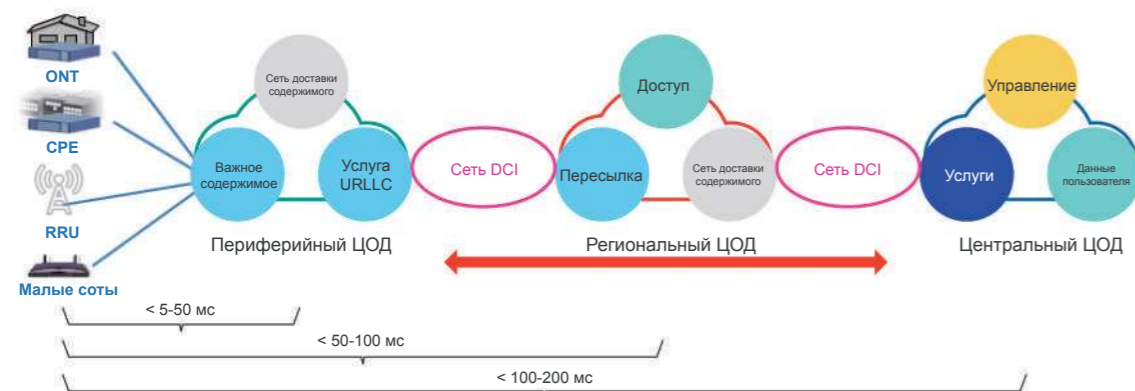 ONT
CPE
RRU
Малые соты
Сеть доставки
содержимого
Важное
содержимое
Услуга
URLLC
Периферийный ЦОД
Сеть DCI
Доступ
Пересылка
Сеть доставки
содержимого
Региональный ЦОД
Сеть DCI
Управление
Услуги
Данные
пользователя
Центральный ЦОД
< 5-50 мс
< 50-100 мс
< 100-200 мс